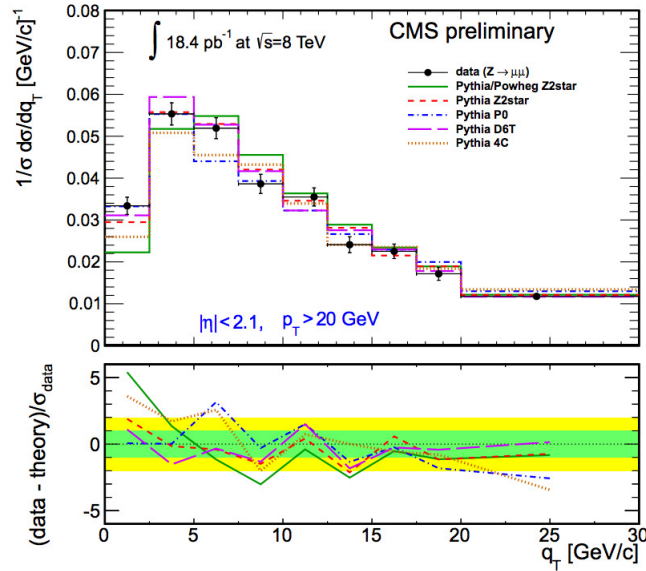 ∫ 18.4 pb⁻¹ at √s=8 TeV
CMS preliminary
1/σ dσ/dq_T [GeV/c]⁻¹
0.08
0.07
0.06
0.05
0.04
0.03
0.02
0.01
0
data (Z → μμ)
Pythia/Powheg Z2star
Pythia Z2star
Pythia P0
Pythia D6T
Pythia 4C
|η|<2.1, p_T>20 GeV
(data - theory)/σ_data
5
0
-5
0 5 10 15 20 25 30
q_T [GeV/c]